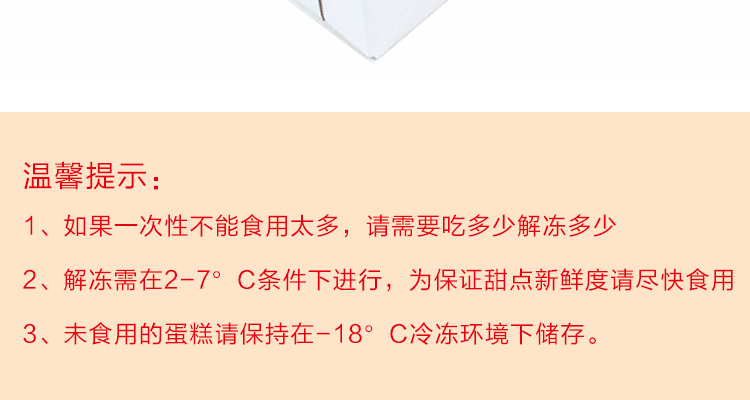 温馨提示：
1、如果一次性不能食用太多，请需要吃多少解冻多少
2、解冻需在2-7°C条件下进行，为保证甜点新鲜度请尽快食用
3、未食用的蛋糕请保持在-18°C冷冻环境下储存。